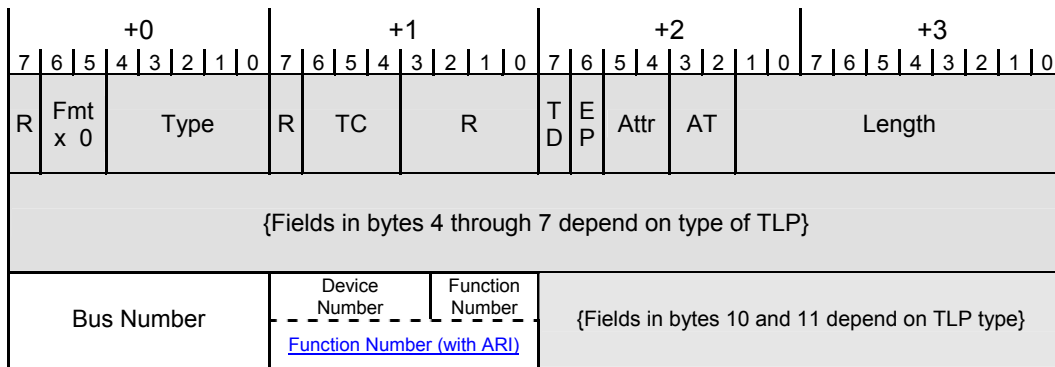 +0 +1 +2 +3
7 6 5 4 3 2 1 0 7 6 5 4 3 2 1 0 7 6 5 4 3 2 1 0 7 6 5 4 3 2 1 0
R Fmt x 0 Type R TC R TD EP Attr AT Length
{Fields in bytes 4 through 7 depend on type of TLP}
Bus Number
Device Number
Function Number
Function Number (with ARI)
{Fields in bytes 10 and 11 depend on TLP type}